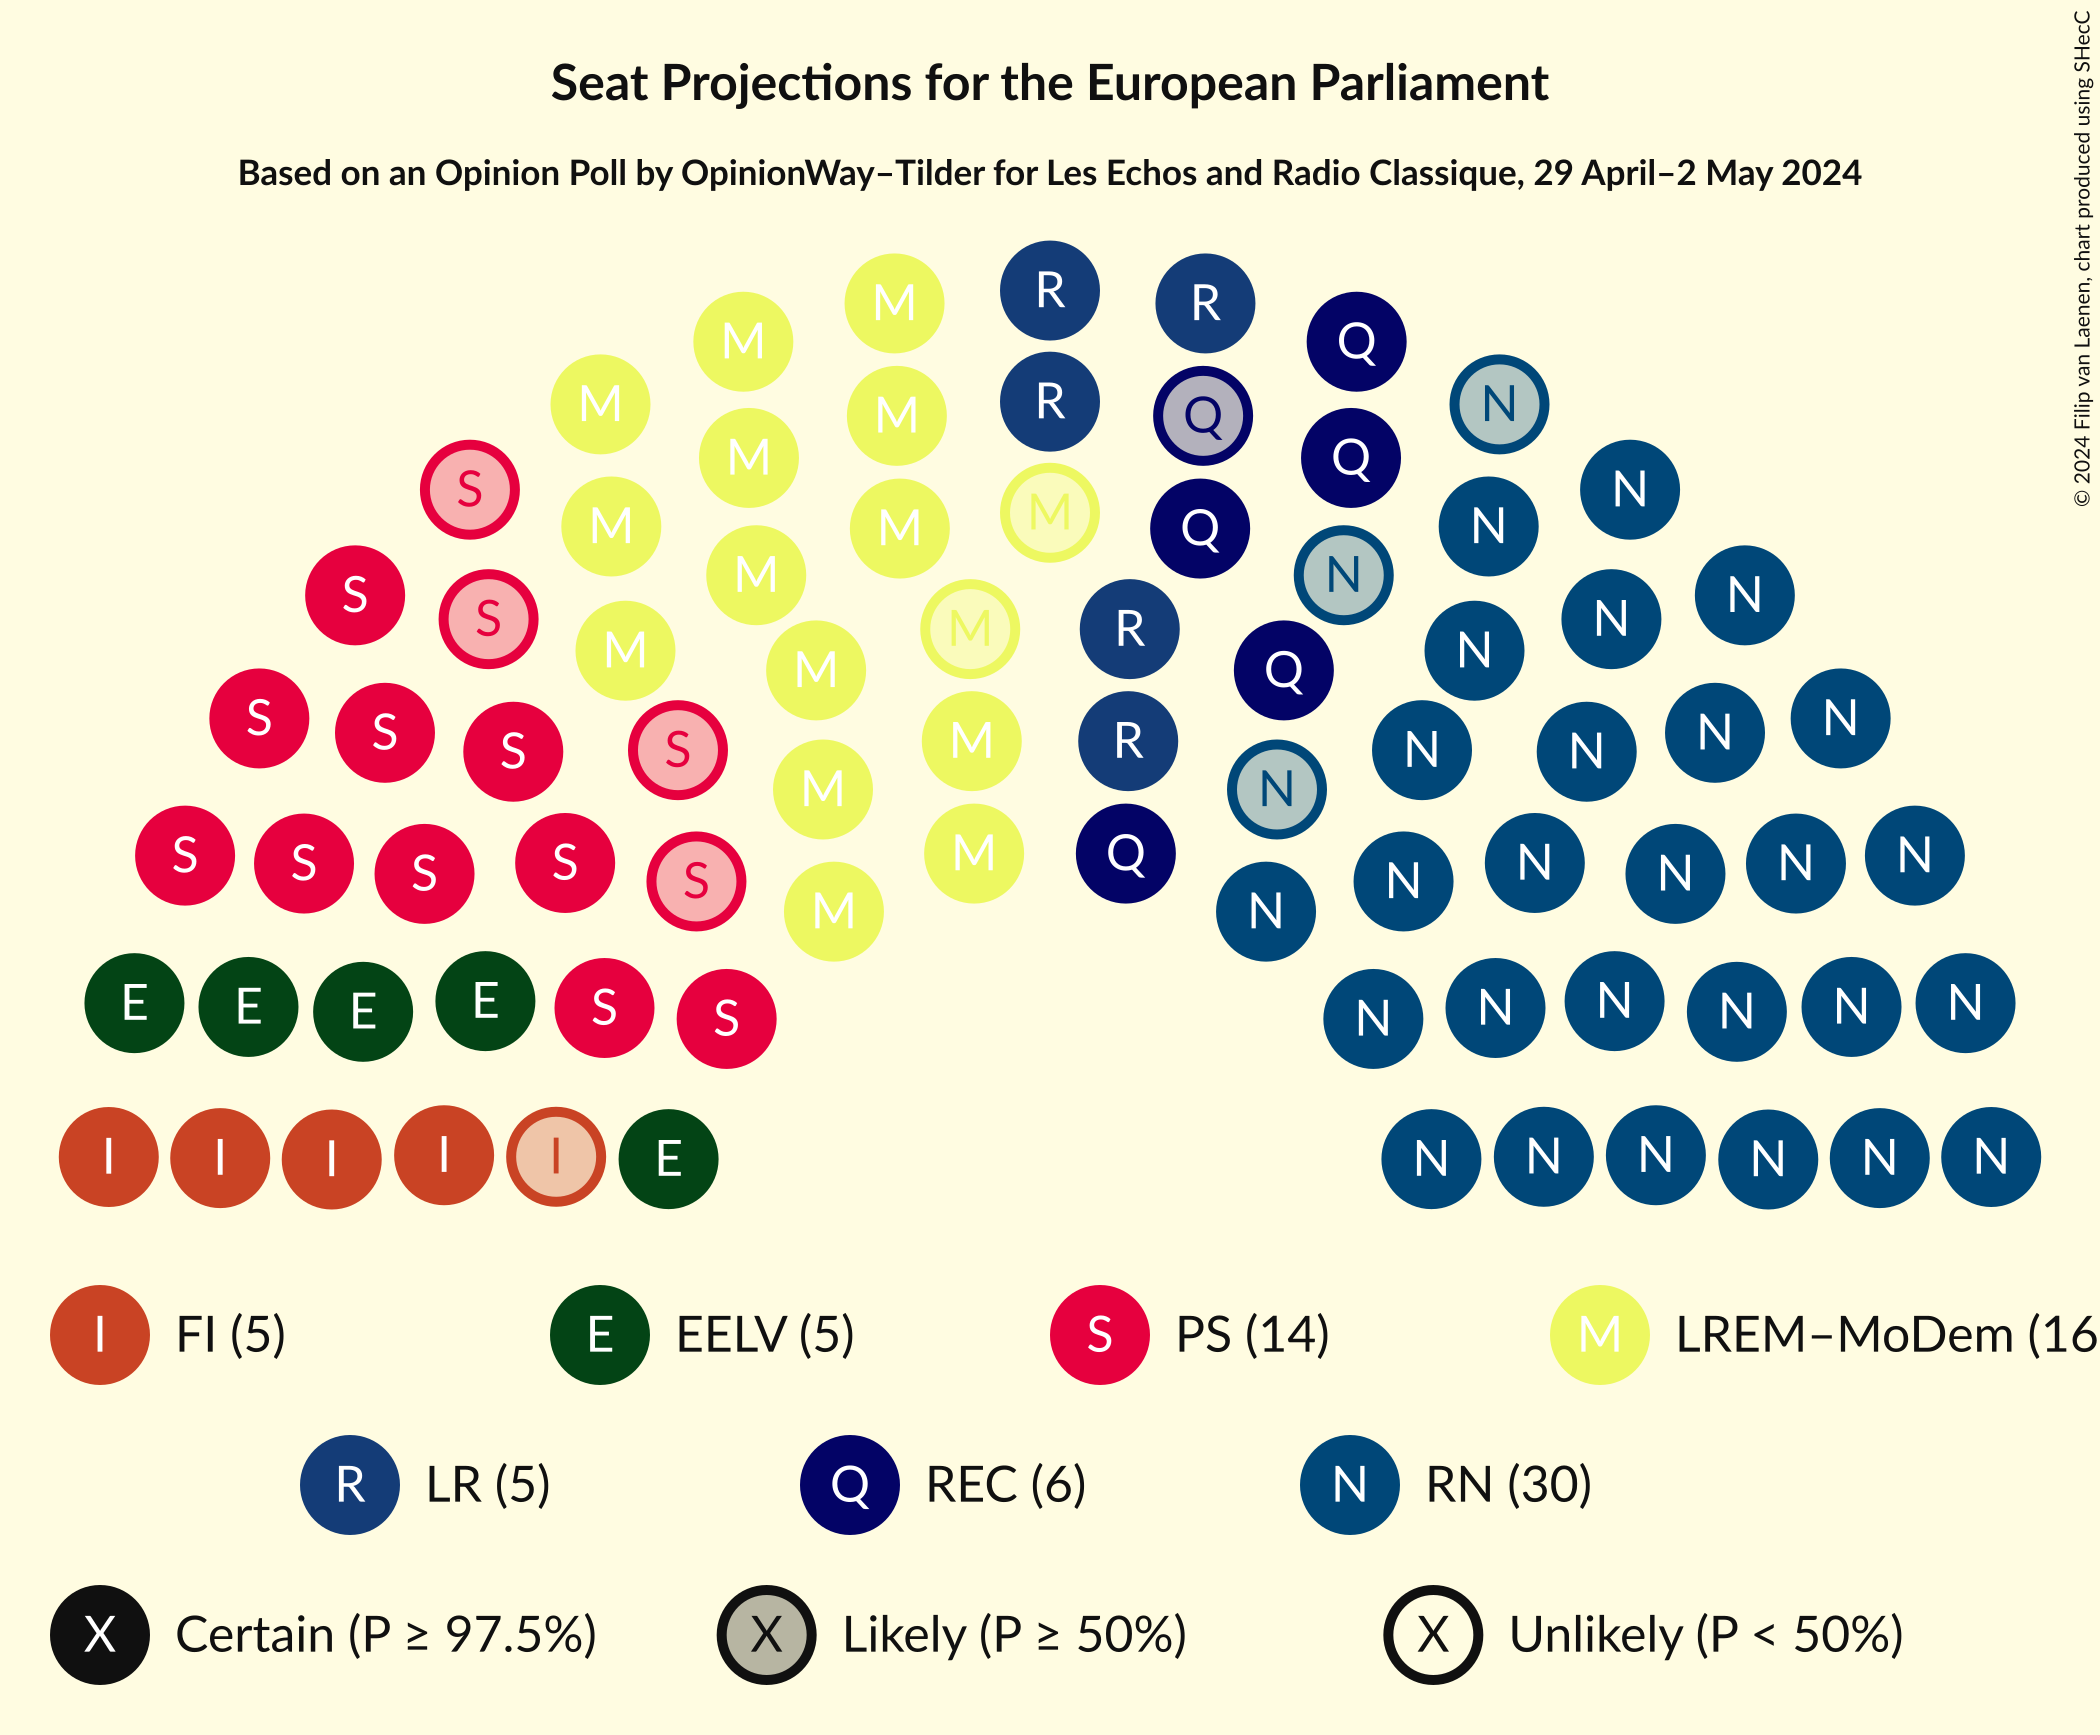 Seat Projections for the European Parliament
Based on an Opinion Poll by OpinionWay–Tilder for Les Echos and Radio Classique, 29 April–2 May 2024
© 2024 Filip van Laenen, chart produced using SHecC
R
M R
M Q
M R N
M Q
M Q
S N
M M Q
M N
M N
S N
S N
M R
M N
M Q
S N
S N
S N
M R
S S N N
M N
S N
S S N N
M Q
S N
S N
M N
E E N N
E S N N
E S N N
I I I I I E N N N N N N
I FI (5) E EELV (5) S PS (14) M LREM–MoDem (16
R LR (5) Q REC (6) N RN (30)
X Certain (P ≥ 97.5%) X Likely (P ≥ 50%) X Unlikely (P < 50%)